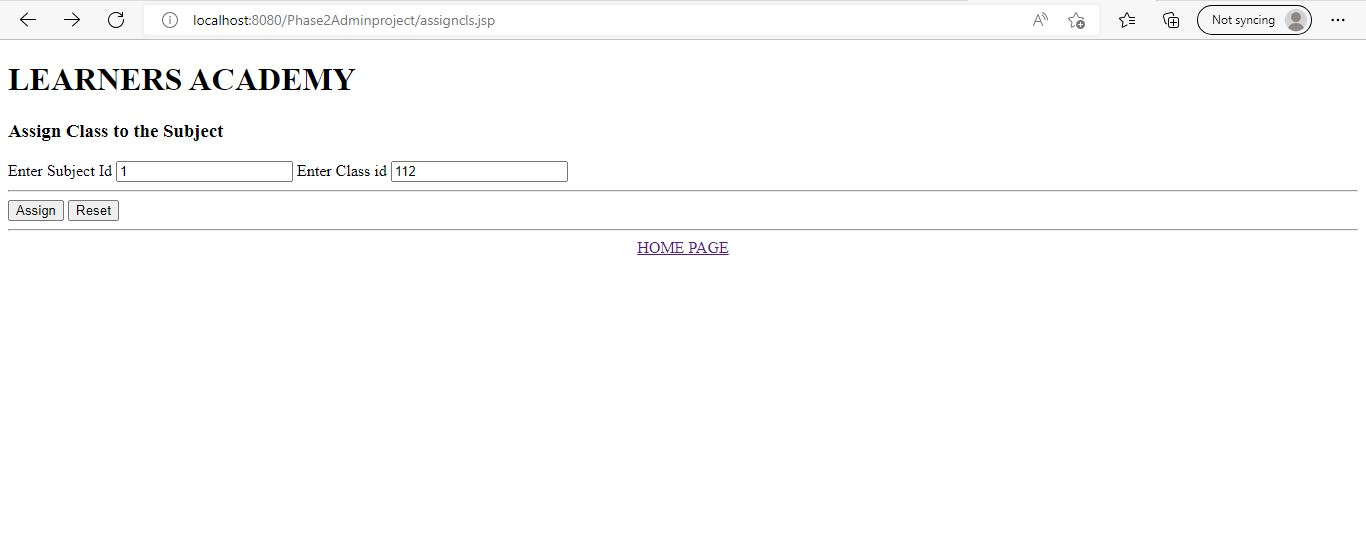 localhost:8080/Phase2Adminproject/assigncls.jsp
Not syncing
LEARNERS ACADEMY
Assign Class to the Subject
Enter Subject Id 1 Enter Class id 112
Assign Reset
HOME PAGE